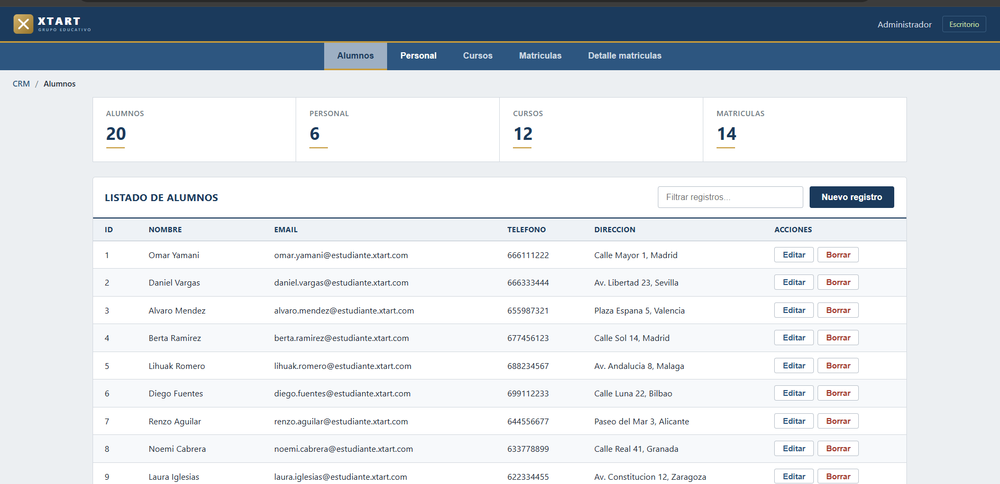 XTART
GRUPO EDUCATIVO
Administrador Escritorio
Alumnos Personal Cursos Matriculas Detalle matriculas
CRM / Alumnos
ALUMNOS PERSONAL CURSOS MATRICULAS
20 6 12 14
LISTADO DE ALUMNOS Filtrar registros... Nuevo registro
ID NOMBRE EMAIL TELEFONO DIRECCION ACCIONES
1 Omar Yamani omar.yamani@estudiante.xtart.com 666111222 Calle Mayor 1, Madrid Editar Borrar
2 Daniel Vargas daniel.vargas@estudiante.xtart.com 666333444 Av. Libertad 23, Sevilla Editar Borrar
3 Alvaro Mendez alvaro.mendez@estudiante.xtart.com 655987321 Plaza Espana 5, Valencia Editar Borrar
4 Berta Ramirez berta.ramirez@estudiante.xtart.com 677456123 Calle Sol 14, Madrid Editar Borrar
5 Lihuak Romero lihuak.romero@estudiante.xtart.com 688234567 Av. Andalucia 8, Malaga Editar Borrar
6 Diego Fuentes diego.fuentes@estudiante.xtart.com 699112233 Calle Luna 22, Bilbao Editar Borrar
7 Renzo Aguilar renzo.aguilar@estudiante.xtart.com 644556677 Paseo del Mar 3, Alicante Editar Borrar
8 Noemi Cabrera noemi.cabrera@estudiante.xtart.com 633778899 Calle Real 41, Granada Editar Borrar
9 Laura Iglesias laura.iglesias@estudiante.xtart.com 622334455 Av. Constitucion 12, Zaragoza Editar Borrar